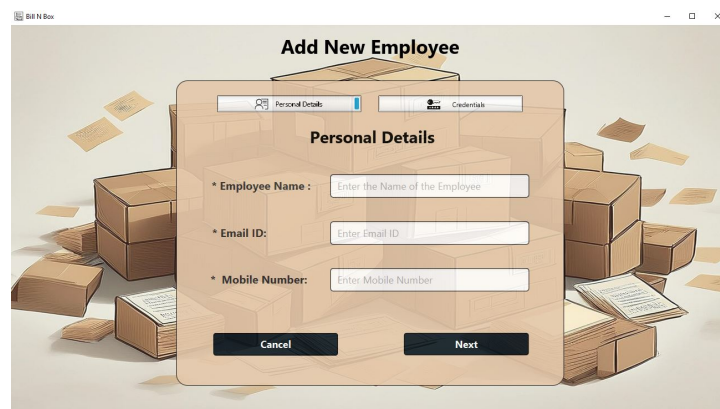 Bill N Box
Add New Employee
Personal Details
Credentials
Personal Details
* Employee Name :
Enter the Name of the Employee
* Email ID:
Enter Email ID
* Mobile Number:
Enter Mobile Number
Cancel
Next